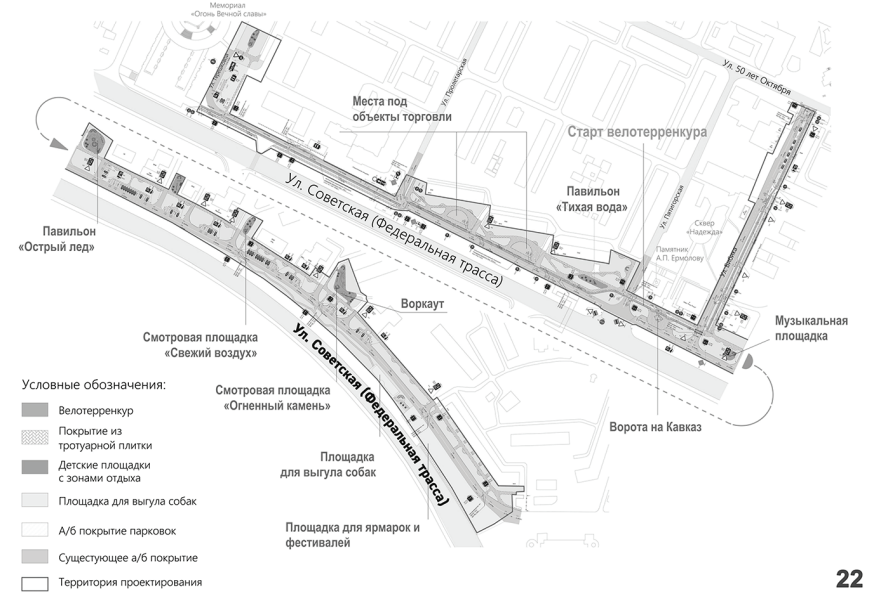 Мемориал
«Огонь Вечной славы»
Ул. Пролетарская
Ул. 50 лет Октября
Места под
объекты торговли
Старт велотерренкура
Павильон
«Тихая вода»
Ул. Советская (Федеральная трасса)
Ул. Пятигорская
Сквер
«Надежда»
Памятник
А.П. Ермолову
Павильон
«Острый лед»
Воркаут
Музыкальная
площадка
Смотровая площадка
«Свежий воздух»
Ул. Советская (Федеральная трасса)
Смотровая площадка
«Огненный камень»
Ворота на Кавказ
Площадка
для выгула собак
Площадка для ярмарок и
фестивалей
Условные обозначения:
Велотерренкур
Покрытие из
тротуарной плитки
Детские площадки
с зонами отдыха
Площадка для выгула собак
А/б покрытие парковок
Сущестующее а/б покрытие
Территория проектирования
22